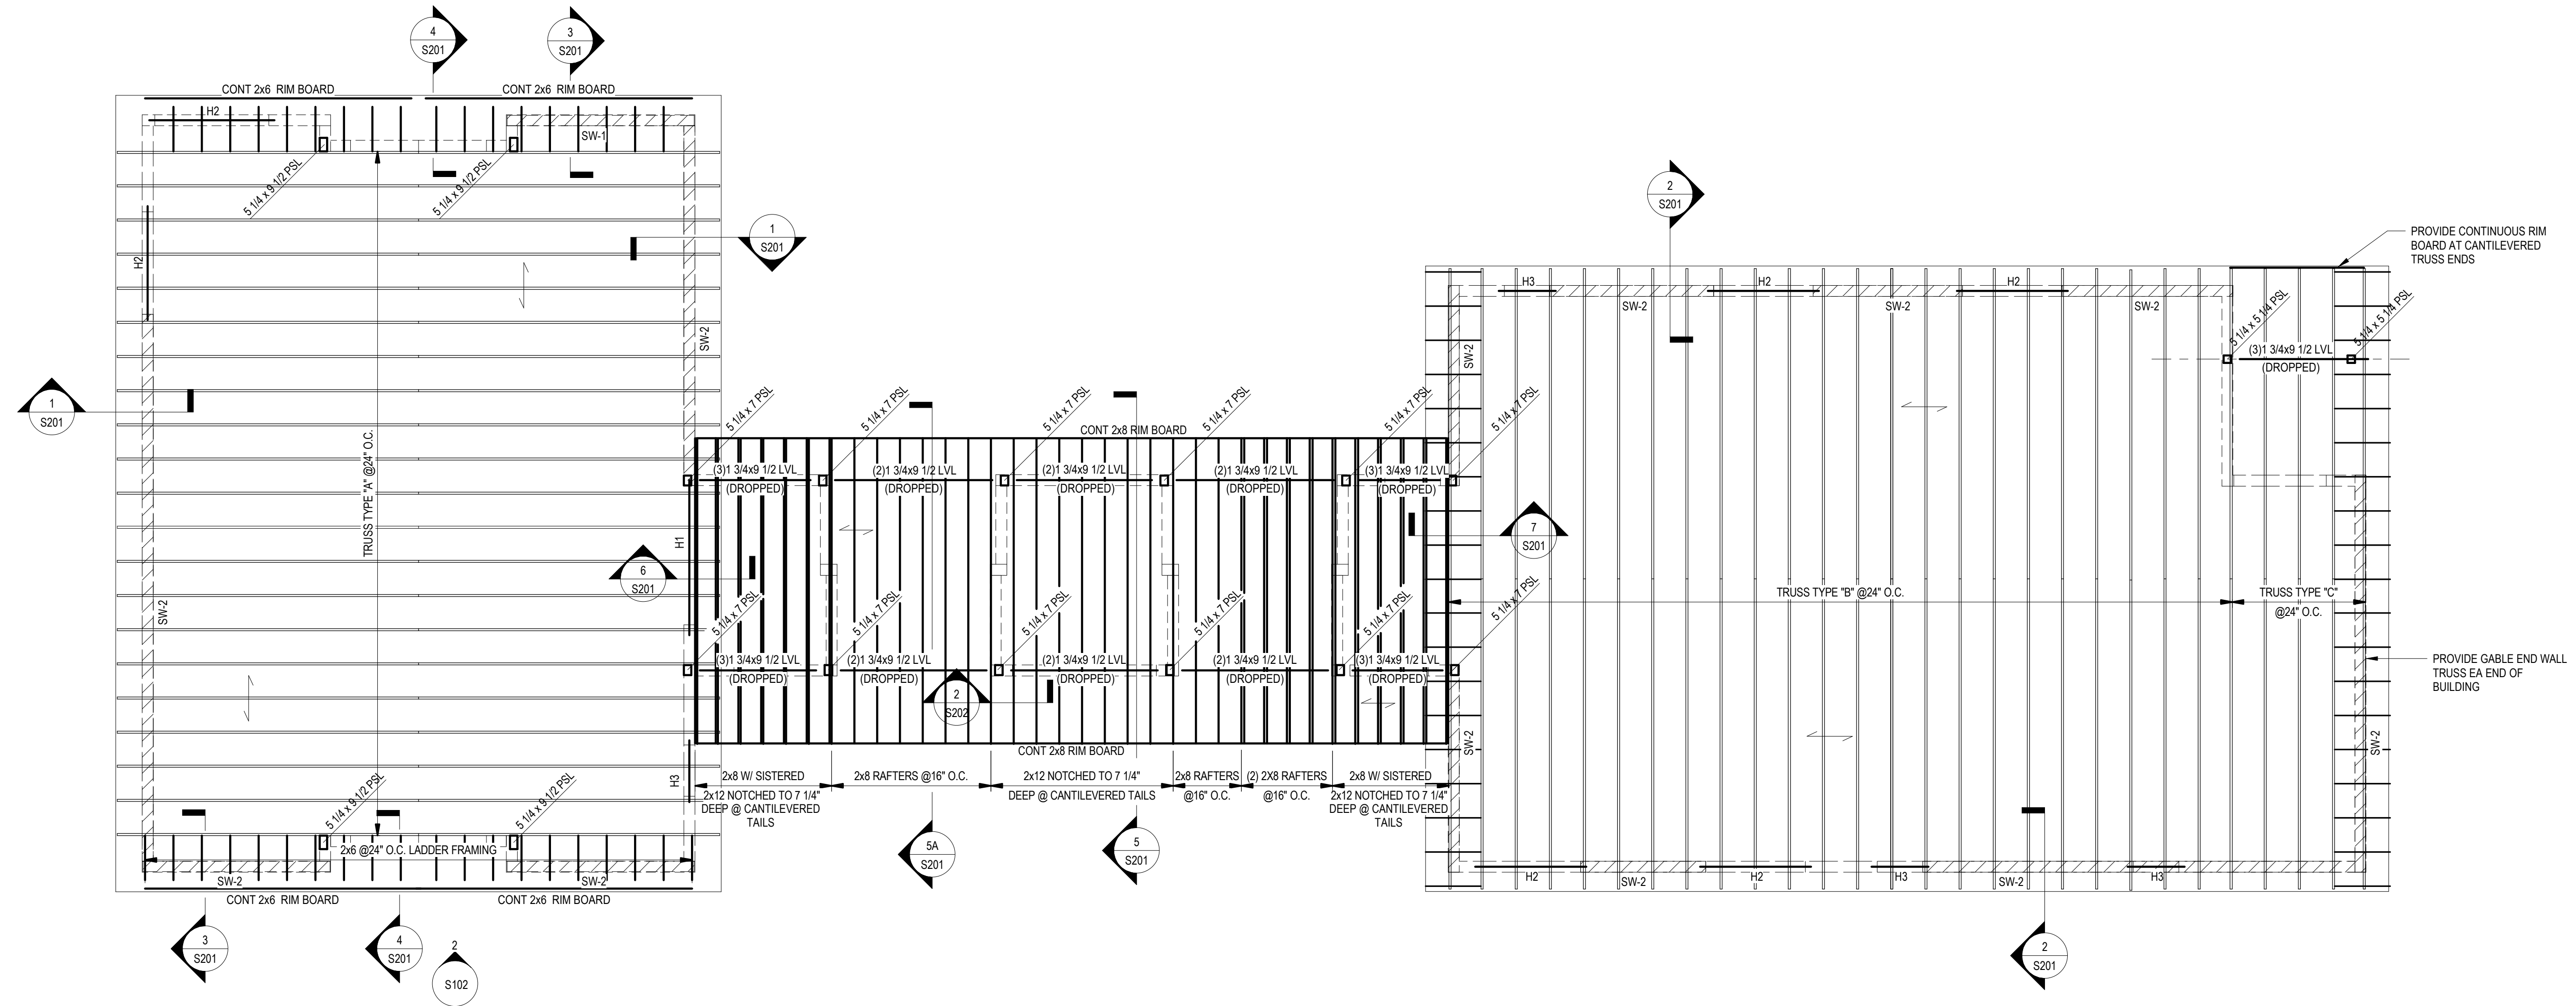 4
S201
3
S201
CONT 2x6  RIM BOARD
CONT 2x6  RIM BOARD
H2
SW-1
5 1/4 x 9 1/2 PSL
5 1/4 x 9 1/2 PSL
1
S201
H2
SW-2
TRUSS TYPE "A" @24" O.C.
1
S201
SW-2
H1
6
S201
H3
5 1/4 x 9 1/2 PSL
5 1/4 x 9 1/2 PSL
2x6 @24" O.C. LADDER FRAMING
SW-2
SW-2
CONT 2x6  RIM BOARD
CONT 2x6  RIM BOARD
3
S201
4
S201
2
S102
5 1/4 x 7 PSL
5 1/4 x 7 PSL
5 1/4 x 7 PSL
5 1/4 x 7 PSL
5 1/4 x 7 PSL
5 1/4 x 7 PSL
CONT 2x8 RIM BOARD
(3)1 3/4x9 1/2 LVL
(DROPPED)
(2)1 3/4x9 1/2 LVL
(DROPPED)
(2)1 3/4x9 1/2 LVL
(DROPPED)
(2)1 3/4x9 1/2 LVL
(DROPPED)
(3)1 3/4x9 1/2 LVL
(DROPPED)
7
S201
5 1/4 x 7 PSL
5 1/4 x 7 PSL
5 1/4 x 7 PSL
5 1/4 x 7 PSL
5 1/4 x 7 PSL
5 1/4 x 7 PSL
(3)1 3/4x9 1/2 LVL
(DROPPED)
(2)1 3/4x9 1/2 LVL
(DROPPED)
(2)1 3/4x9 1/2 LVL
(DROPPED)
(2)1 3/4x9 1/2 LVL
(DROPPED)
(3)1 3/4x9 1/2 LVL
(DROPPED)
2
S202
CONT 2x8 RIM BOARD
2x8 W/ SISTERED
2x12 NOTCHED TO 7 1/4"
DEEP @ CANTILEVERED
TAILS
2x8 RAFTERS @16" O.C.
2x12 NOTCHED TO 7 1/4"
DEEP @ CANTILEVERED TAILS
2x8 RAFTERS
@16" O.C.
(2) 2X8 RAFTERS
@16" O.C.
2x8 W/ SISTERED
2x12 NOTCHED TO 7 1/4"
DEEP @ CANTILEVERED
TAILS
5A
S201
5
S201
2
S201
PROVIDE CONTINUOUS RIM
BOARD AT CANTILEVERED
TRUSS ENDS
H3
H2
H2
SW-2
SW-2
SW-2
SW-2
5 1/4 x 5 1/4 PSL
5 1/4 x 5 1/4 PSL
(3)1 3/4x9 1/2 LVL
(DROPPED)
TRUSS TYPE "B" @24" O.C.
TRUSS TYPE "C"
@24" O.C.
PROVIDE GABLE END WALL
TRUSS EA END OF
BUILDING
SW-2
SW-2
H2
SW-2
H2
H3
SW-2
H3
2
S201